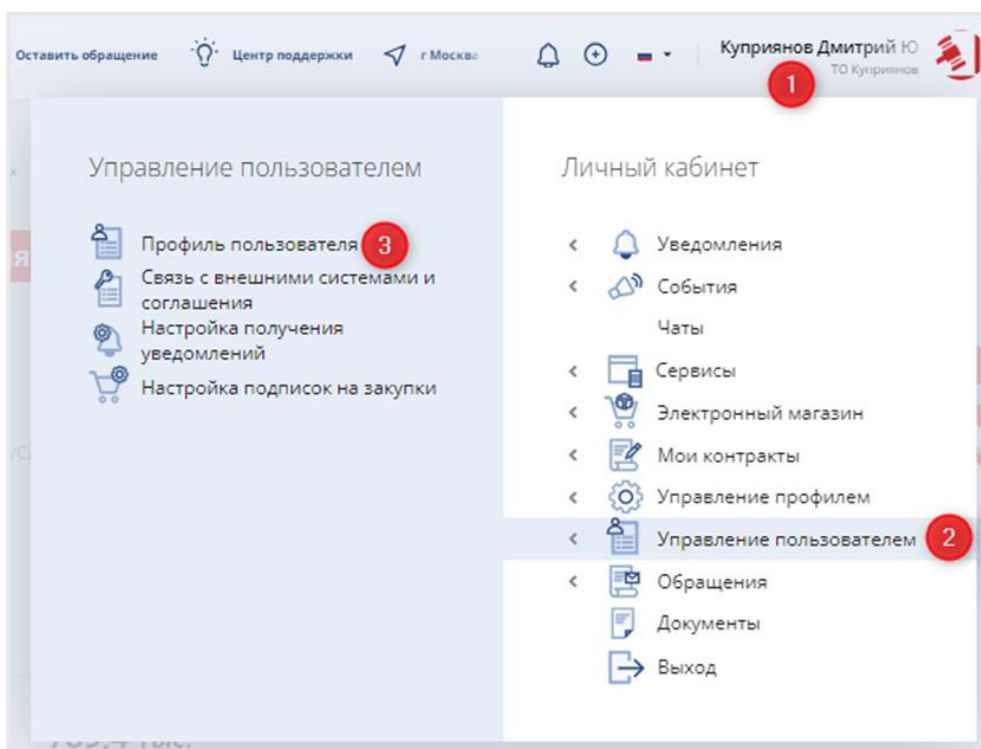 Оставить обращение Центр поддержки г Москва Куприянов Дмитрий Ю
ТО Куприянов
1
Управление пользователем
Профиль пользователя 3
Связь с внешними системами и
соглашения
Настройка получения
уведомлений
Настройка подписок на закупки
Личный кабинет
Уведомления
События
Чаты
Сервисы
Электронный магазин
Мои контракты
Управление профилем
Управление пользователем 2
Обращения
Документы
Выход